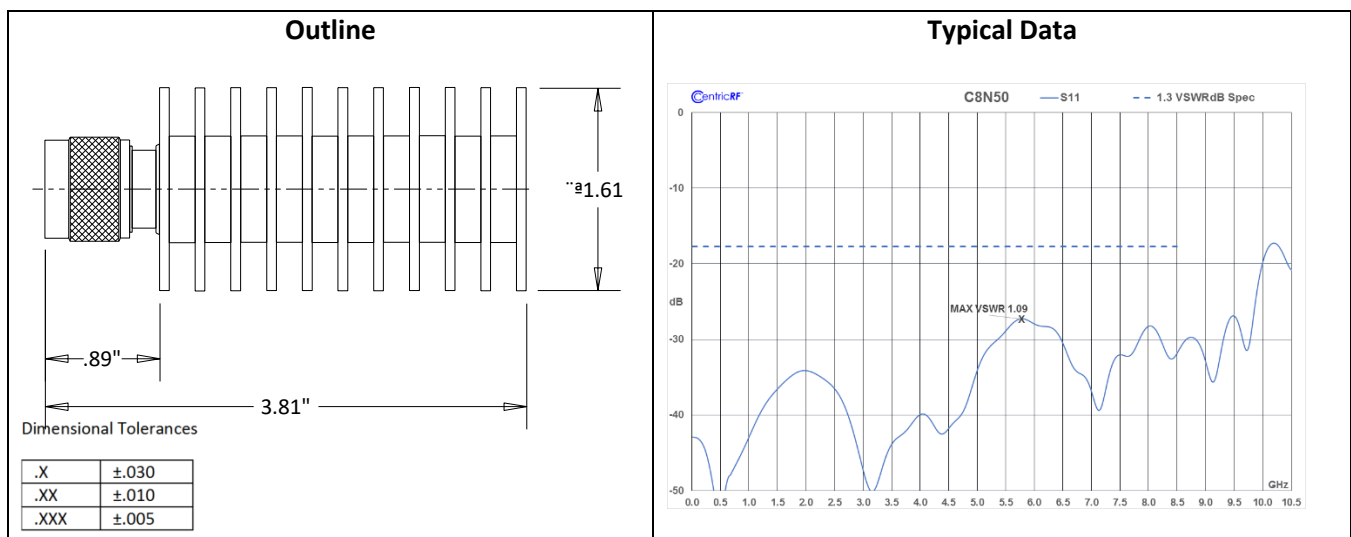 Outline
¨ª1.61
.89"
3.81"
Dimensional Tolerances
.X ±.030
.XX ±.010
.XXX ±.005
Typical Data
CentricRF™
C8N50 S11 1.3 VSWRdB Spec
0
-10
-20
dB
MAX VSWR 1.09
X
-30
-40
-50
GHz
0.0 0.5 1.0 1.5 2.0 2.5 3.0 3.5 4.0 4.5 5.0 5.5 6.0 6.5 7.0 7.5 8.0 8.5 9.0 9.5 10.0 10.5